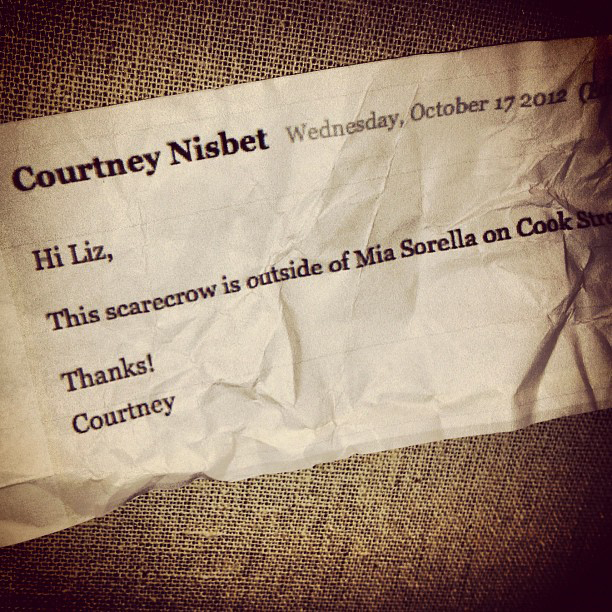 Courtney Nisbet Wednesday, October 17 2012
Hi Liz,
This scarecrow is outside of Mia Sorella on Cook
Thanks!
Courtney